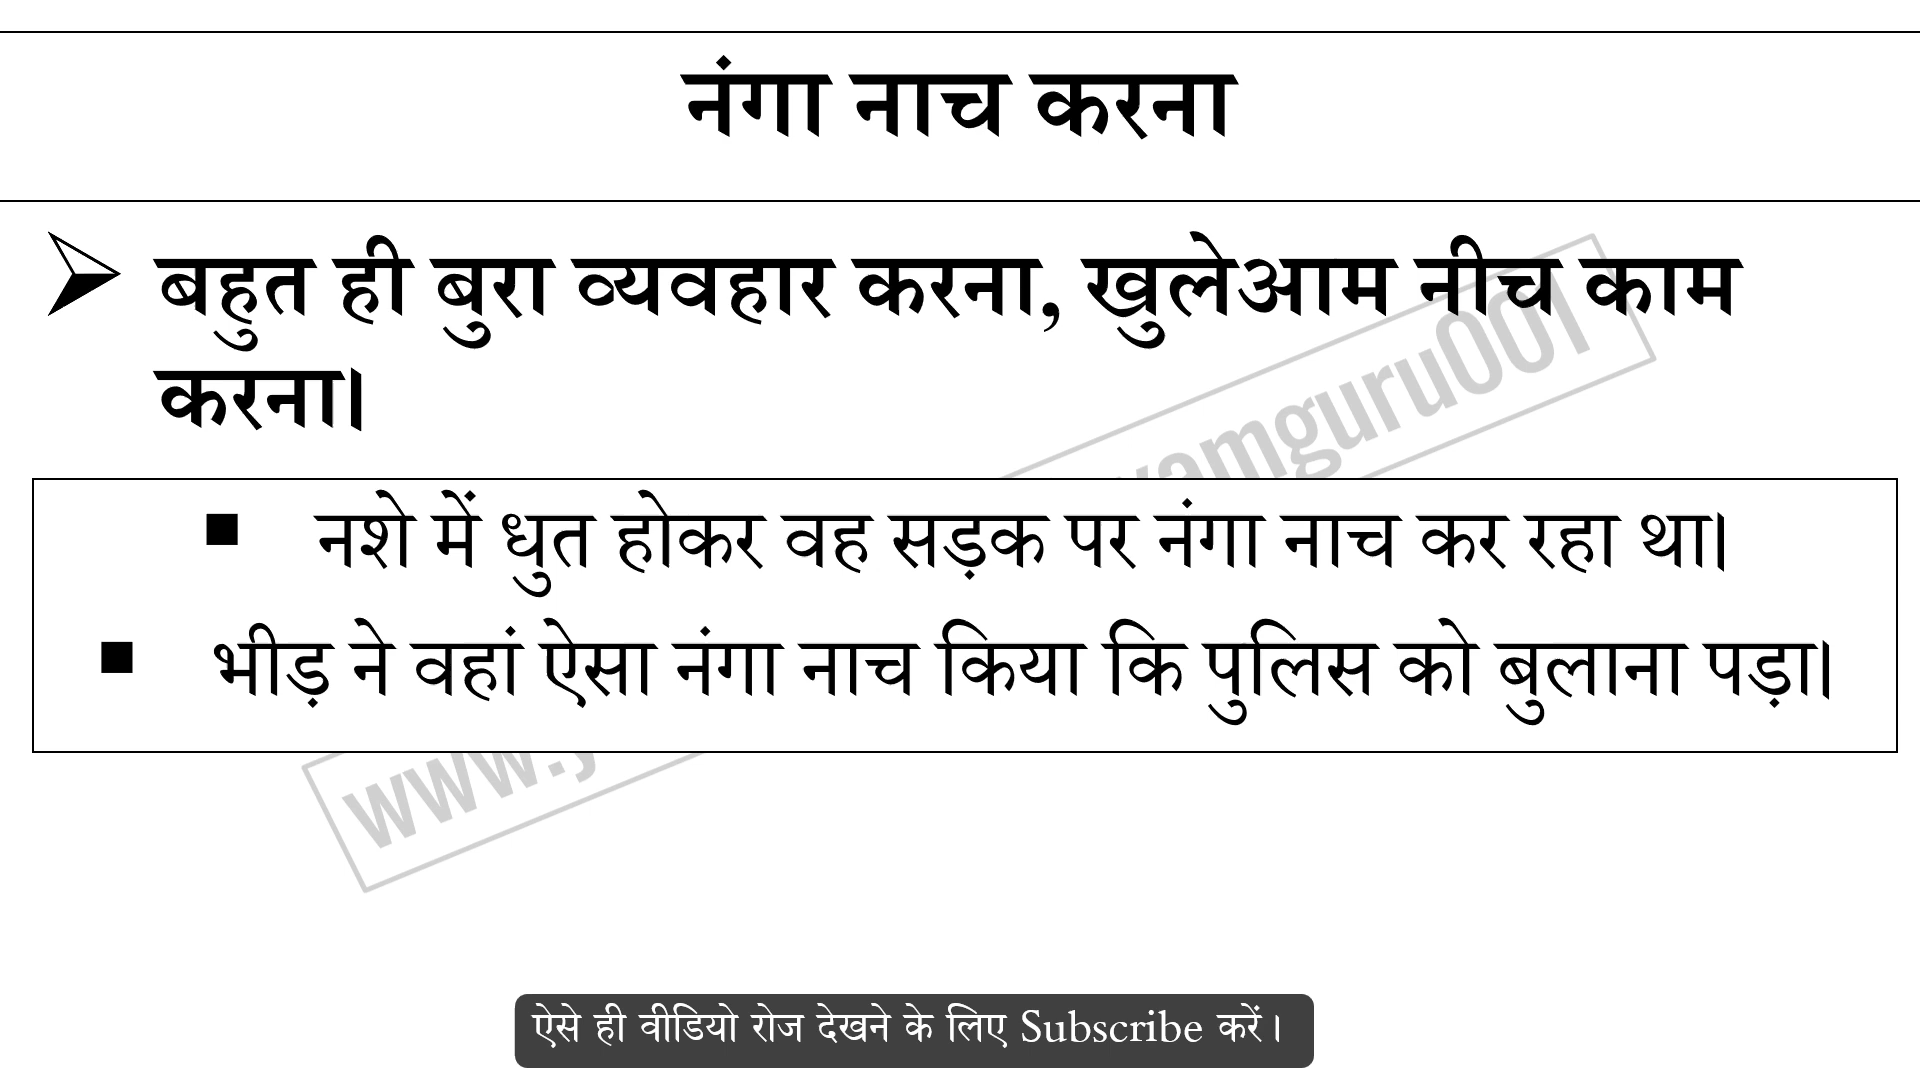 नंगा नाच करना
बहुत ही बुरा व्यवहार करना, खुलेआम नीच काम
करना।
नशे में धुत होकर वह सड़क पर नंगा नाच कर रहा था।
भीड़ ने वहां ऐसा नंगा नाच किया कि पुलिस को बुलाना पड़ा।
ऐसे ही वीडियो रोज देखने के लिए Subscribe करें।